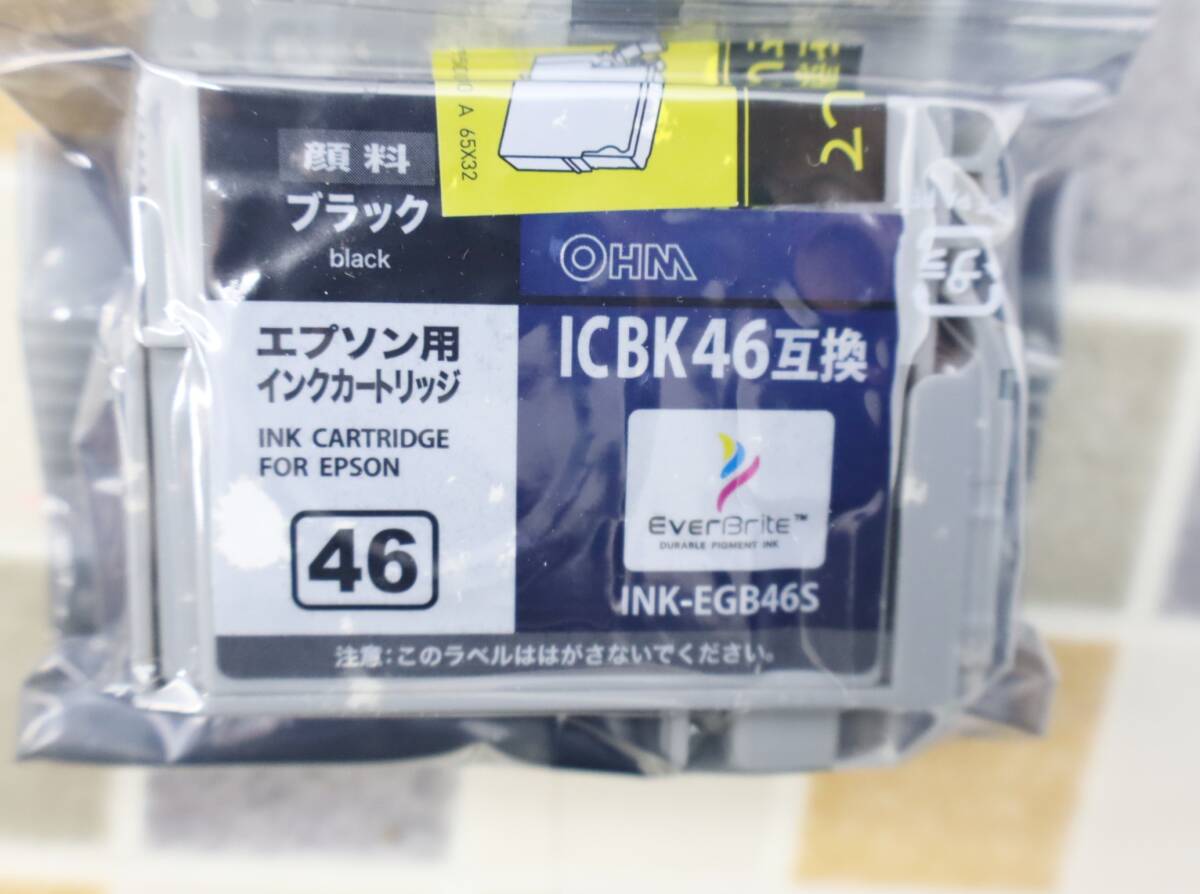 A 65X32
顔料
ブラック
black
OHM
エプソン用
インクカートリッジ
INK CARTRIDGE
FOR EPSON
46
ICBK46互換
EverBrite™
DURABLE PIGMENT INK
INK-EGB46S
注意:このラベルははがさないでください。
プラ